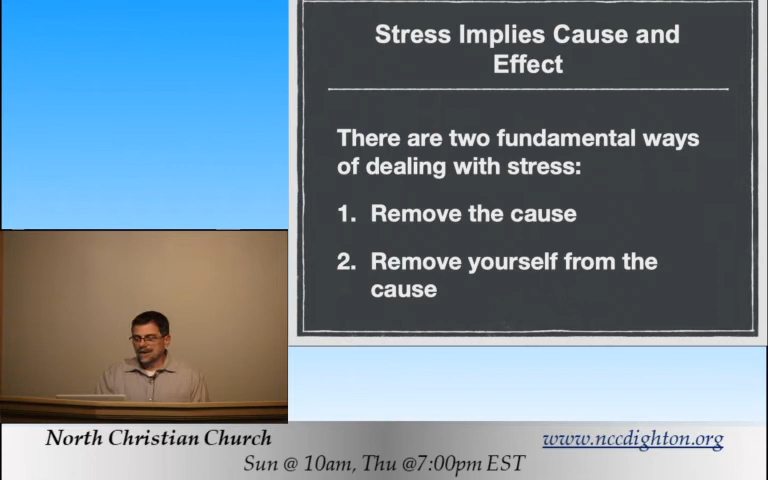 Stress Implies Cause and
Effect
There are two fundamental ways
of dealing with stress:
1. Remove the cause
2. Remove yourself from the
cause
North Christian Church
www.nccdighton.org
Sun @ 10am, Thu @7:00pm EST